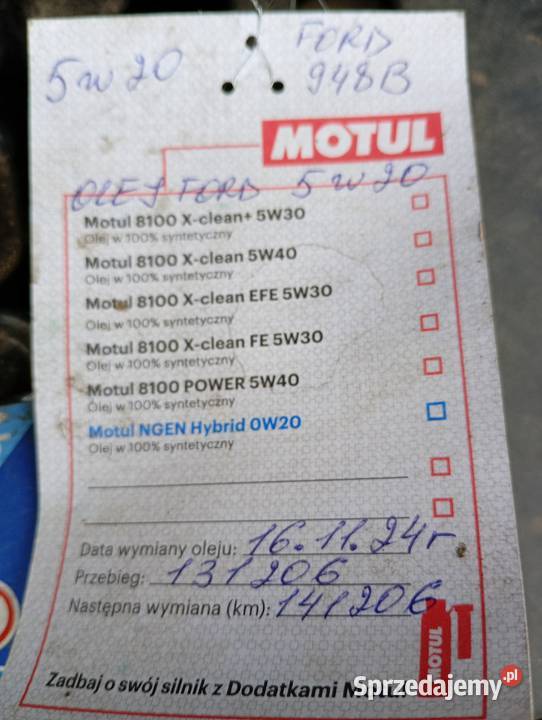 5w20 FORD
948B
MOTUL
OLEJ FORD 5w20
Motul 8100 X-clean+ 5W30
Olej w 100% syntetyczny
Motul 8100 X-clean 5W40
Olej w 100% syntetyczny
Motul 8100 X-clean EFE 5W30
Olej w 100% syntetyczny
Motul 8100 X-clean FE 5W30
Olej w 100% syntetyczny
Motul 8100 POWER 5W40
Olej w 100% syntetyczny
Motul NGEN Hybrid 0W20
Olej w 100% syntetyczny
Data wymiany oleju: 16.11.24r
Przebieg: 131206
Następna wymiana (km): 141206
MOTUL
Zadbaj o swój silnik z Dodatkami
Sprzedajemy.pl